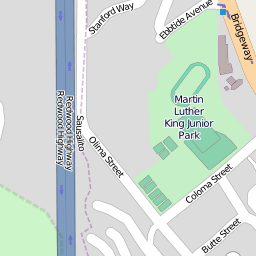 Stanford Way
Ebbtide Avenue
Bridgeway
Martin
Luther
King Junior
Park
Redwood Highway
Redwood Highway
Sausalito
Olima Street
Coloma Street
Butte Street